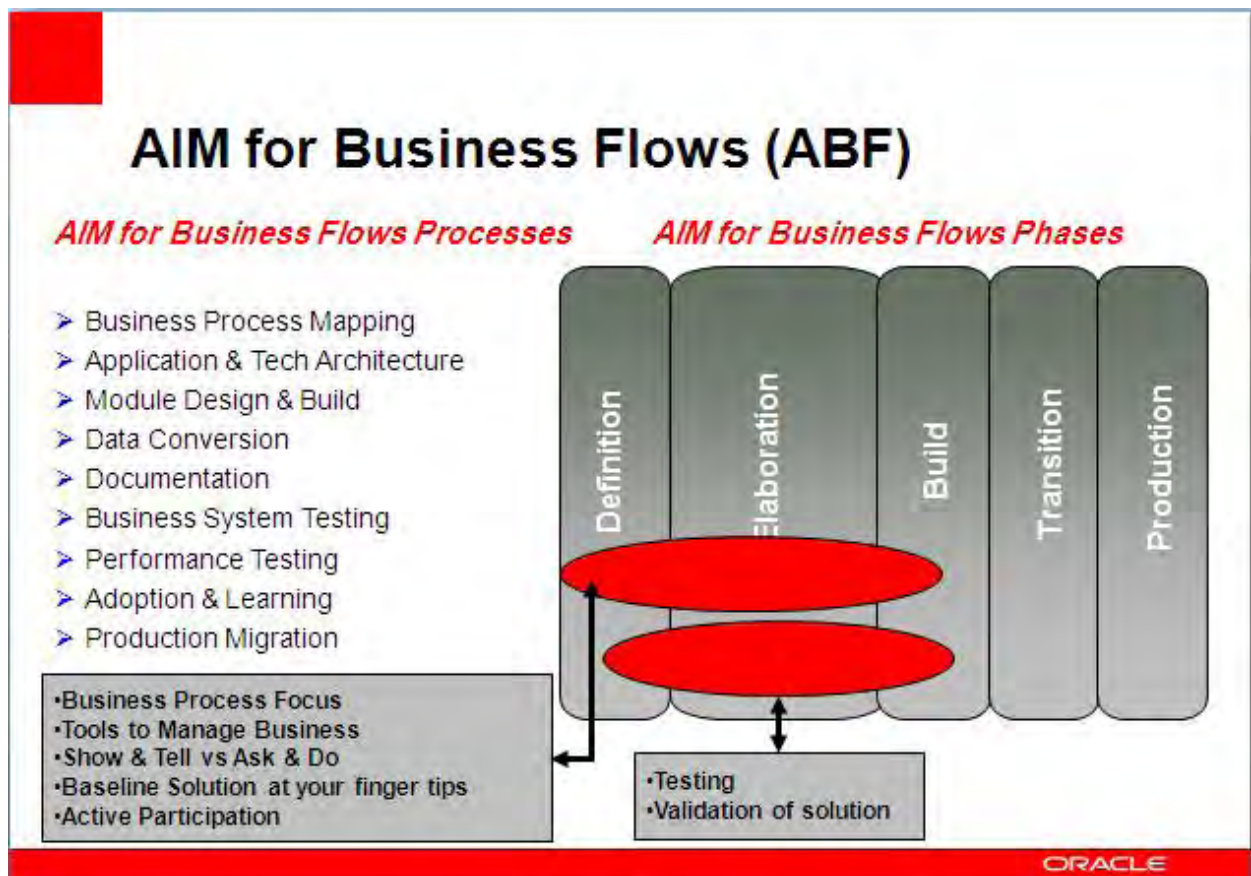 AIM for Business Flows (ABF)
AIM for Business Flows Processes
AIM for Business Flows Phases
➢ Business Process Mapping
➢ Application & Tech Architecture
➢ Module Design & Build
➢ Data Conversion
➢ Documentation
➢ Business System Testing
➢ Performance Testing
➢ Adoption & Learning
➢ Production Migration
Definition
Elaboration
Build
Transition
Production
•Business Process Focus
•Tools to Manage Business
•Show & Tell vs Ask & Do
•Baseline Solution at your finger tips
•Active Participation
•Testing
•Validation of solution
ORACLE